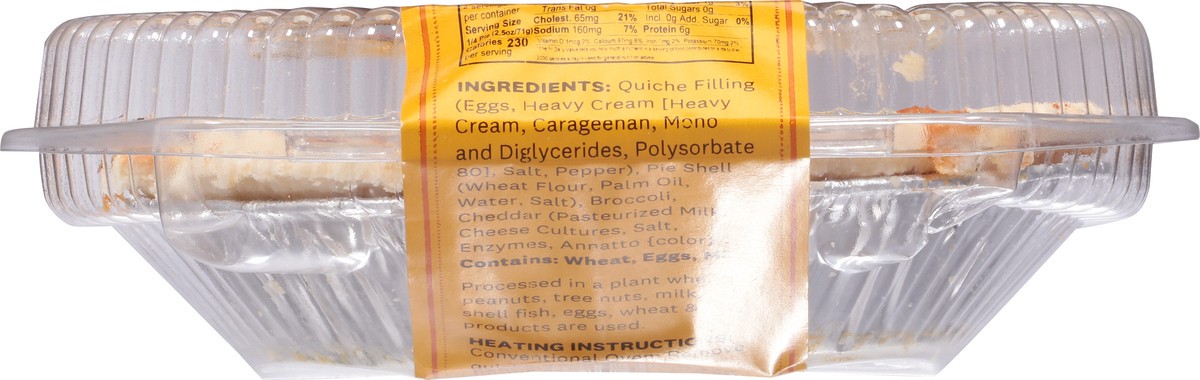 per container Trans Fat 0g Total Sugars 0g
Serving Size Cholest. 65mg 21% Incl. 0g Add Sugar 0%
1/4 Pie (2.5oz/71g) Sodium 160mg 7% Protein 6g
Calories 230
per serving
INGREDIENTS: Quiche Filling
(Eggs, Heavy Cream [Heavy
Cream, Carageenan, Mono
and Diglycerides, Polysorbate
80], Salt, Pepper), Pie Shell
(Wheat Flour, Palm Oil,
Water, Salt), Broccoli,
Cheddar (Pasteurized Milk
Cheese Cultures, Salt,
Enzymes, Annatto [color]
Contains: Wheat, Eggs,
Processed in a plant whe
peanuts, tree nuts, milk
shell fish, eggs, wheat &
products are used.
HEATING INSTRUCTIO
Conventional Oven: Remove